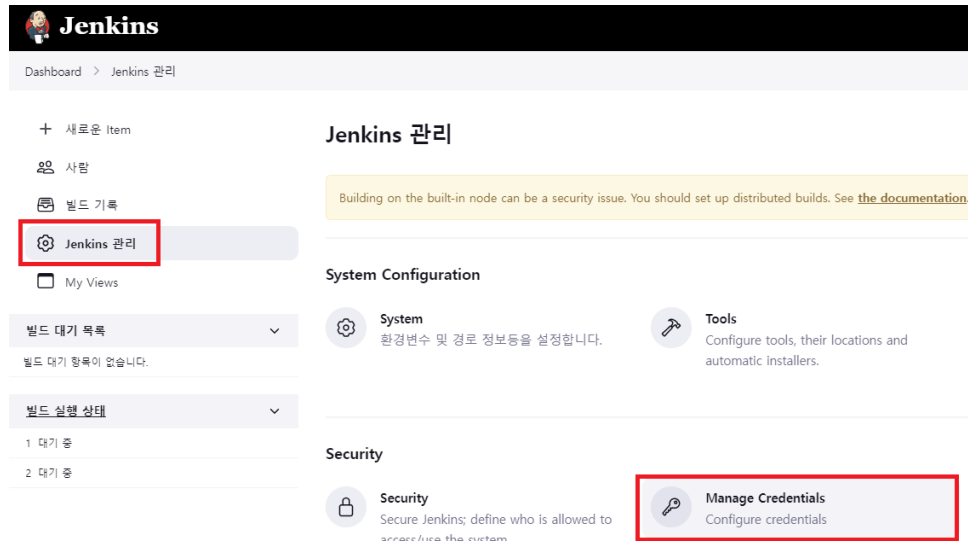 Jenkins
Dashboard > Jenkins 관리
새로운 Item
사람
빌드 기록
Jenkins 관리
My Views
빌드 대기 목록
빌드 대기 항목이 없습니다.
빌드 실행 상태
1 대기 중
2 대기 중
Jenkins 관리
Building on the built-in node can be a security issue. You should set up distributed builds. See the documentation.
System Configuration
System
환경변수 및 경로 정보등을 설정합니다.
Tools
Configure tools, their locations and
automatic installers.
Security
Security
Secure Jenkins; define who is allowed to
access/use the system.
Manage Credentials
Configure credentials